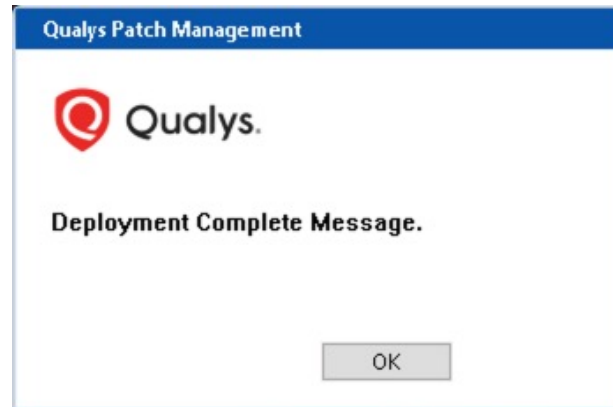 Qualys Patch Management
Qualys.
Deployment Complete Message.
OK